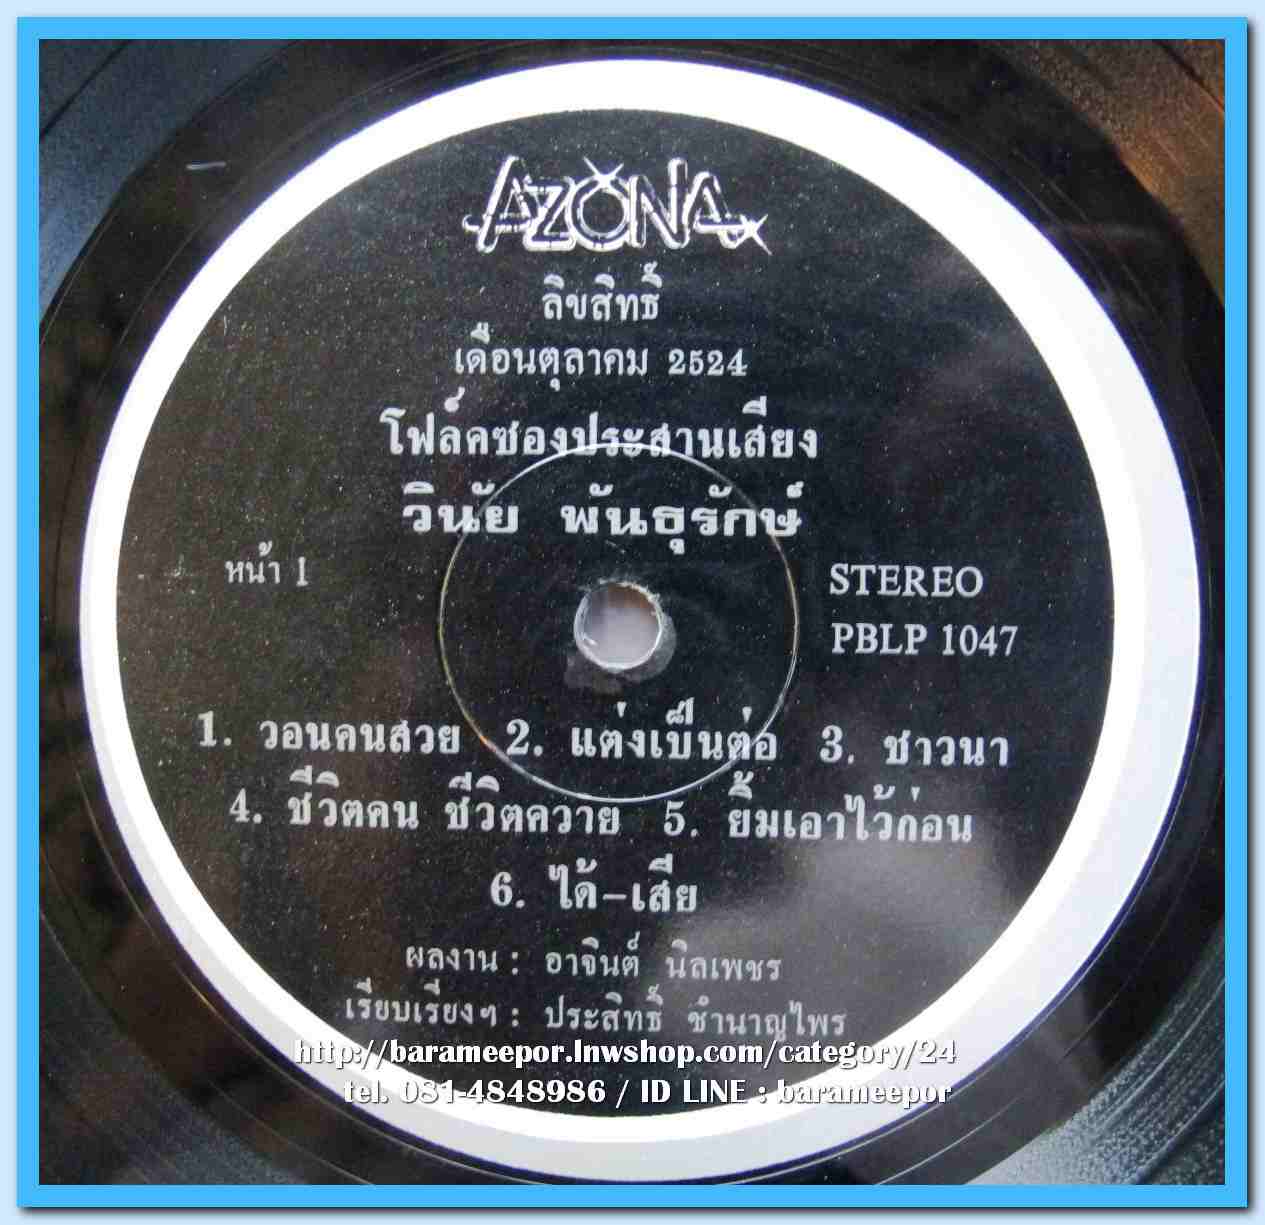 AZONA
ลิขสิทธิ์
เดือนตุลาคม 2524
โฟล์คซองประสานเสียง
วินัย พันธุรักษ์
หน้า 1
STEREO
PBLP 1047
1. วอนคนสวย 2. แต่งเป็นต่อ 3. ชาวนา
4. ชีวิตคน ชีวิตควาย 5. ยิ้มเอาไว้ก่อน
6. ได้-เสีย
ผลงาน : อาจินต์ นิลเพชร
เรียบเรียงฯ : ประสิทธิ์ ชำนาญไพร
http://barameepor.lnwshop.com/category/24
tel. 081-4848986 / ID LINE : barameepor